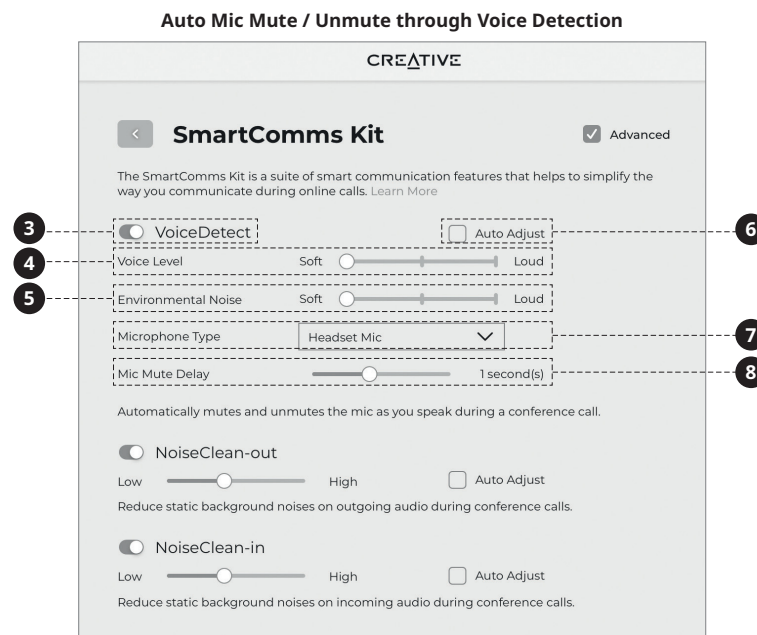 Auto Mic Mute / Unmute through Voice Detection
CREATIVE
SmartComms Kit
Advanced
The SmartComms Kit is a suite of smart communication features that helps to simplify the
way you communicate during online calls. Learn More
3 VoiceDetect Auto Adjust 6
4 Voice Level Soft Loud
5 Environmental Noise Soft Loud
Microphone Type Headset Mic 7
Mic Mute Delay 1 second(s) 8
Automatically mutes and unmutes the mic as you speak during a conference call.
NoiseClean-out
Low High Auto Adjust
Reduce static background noises on outgoing audio during conference calls.
NoiseClean-in
Low High Auto Adjust
Reduce static background noises on incoming audio during conference calls.